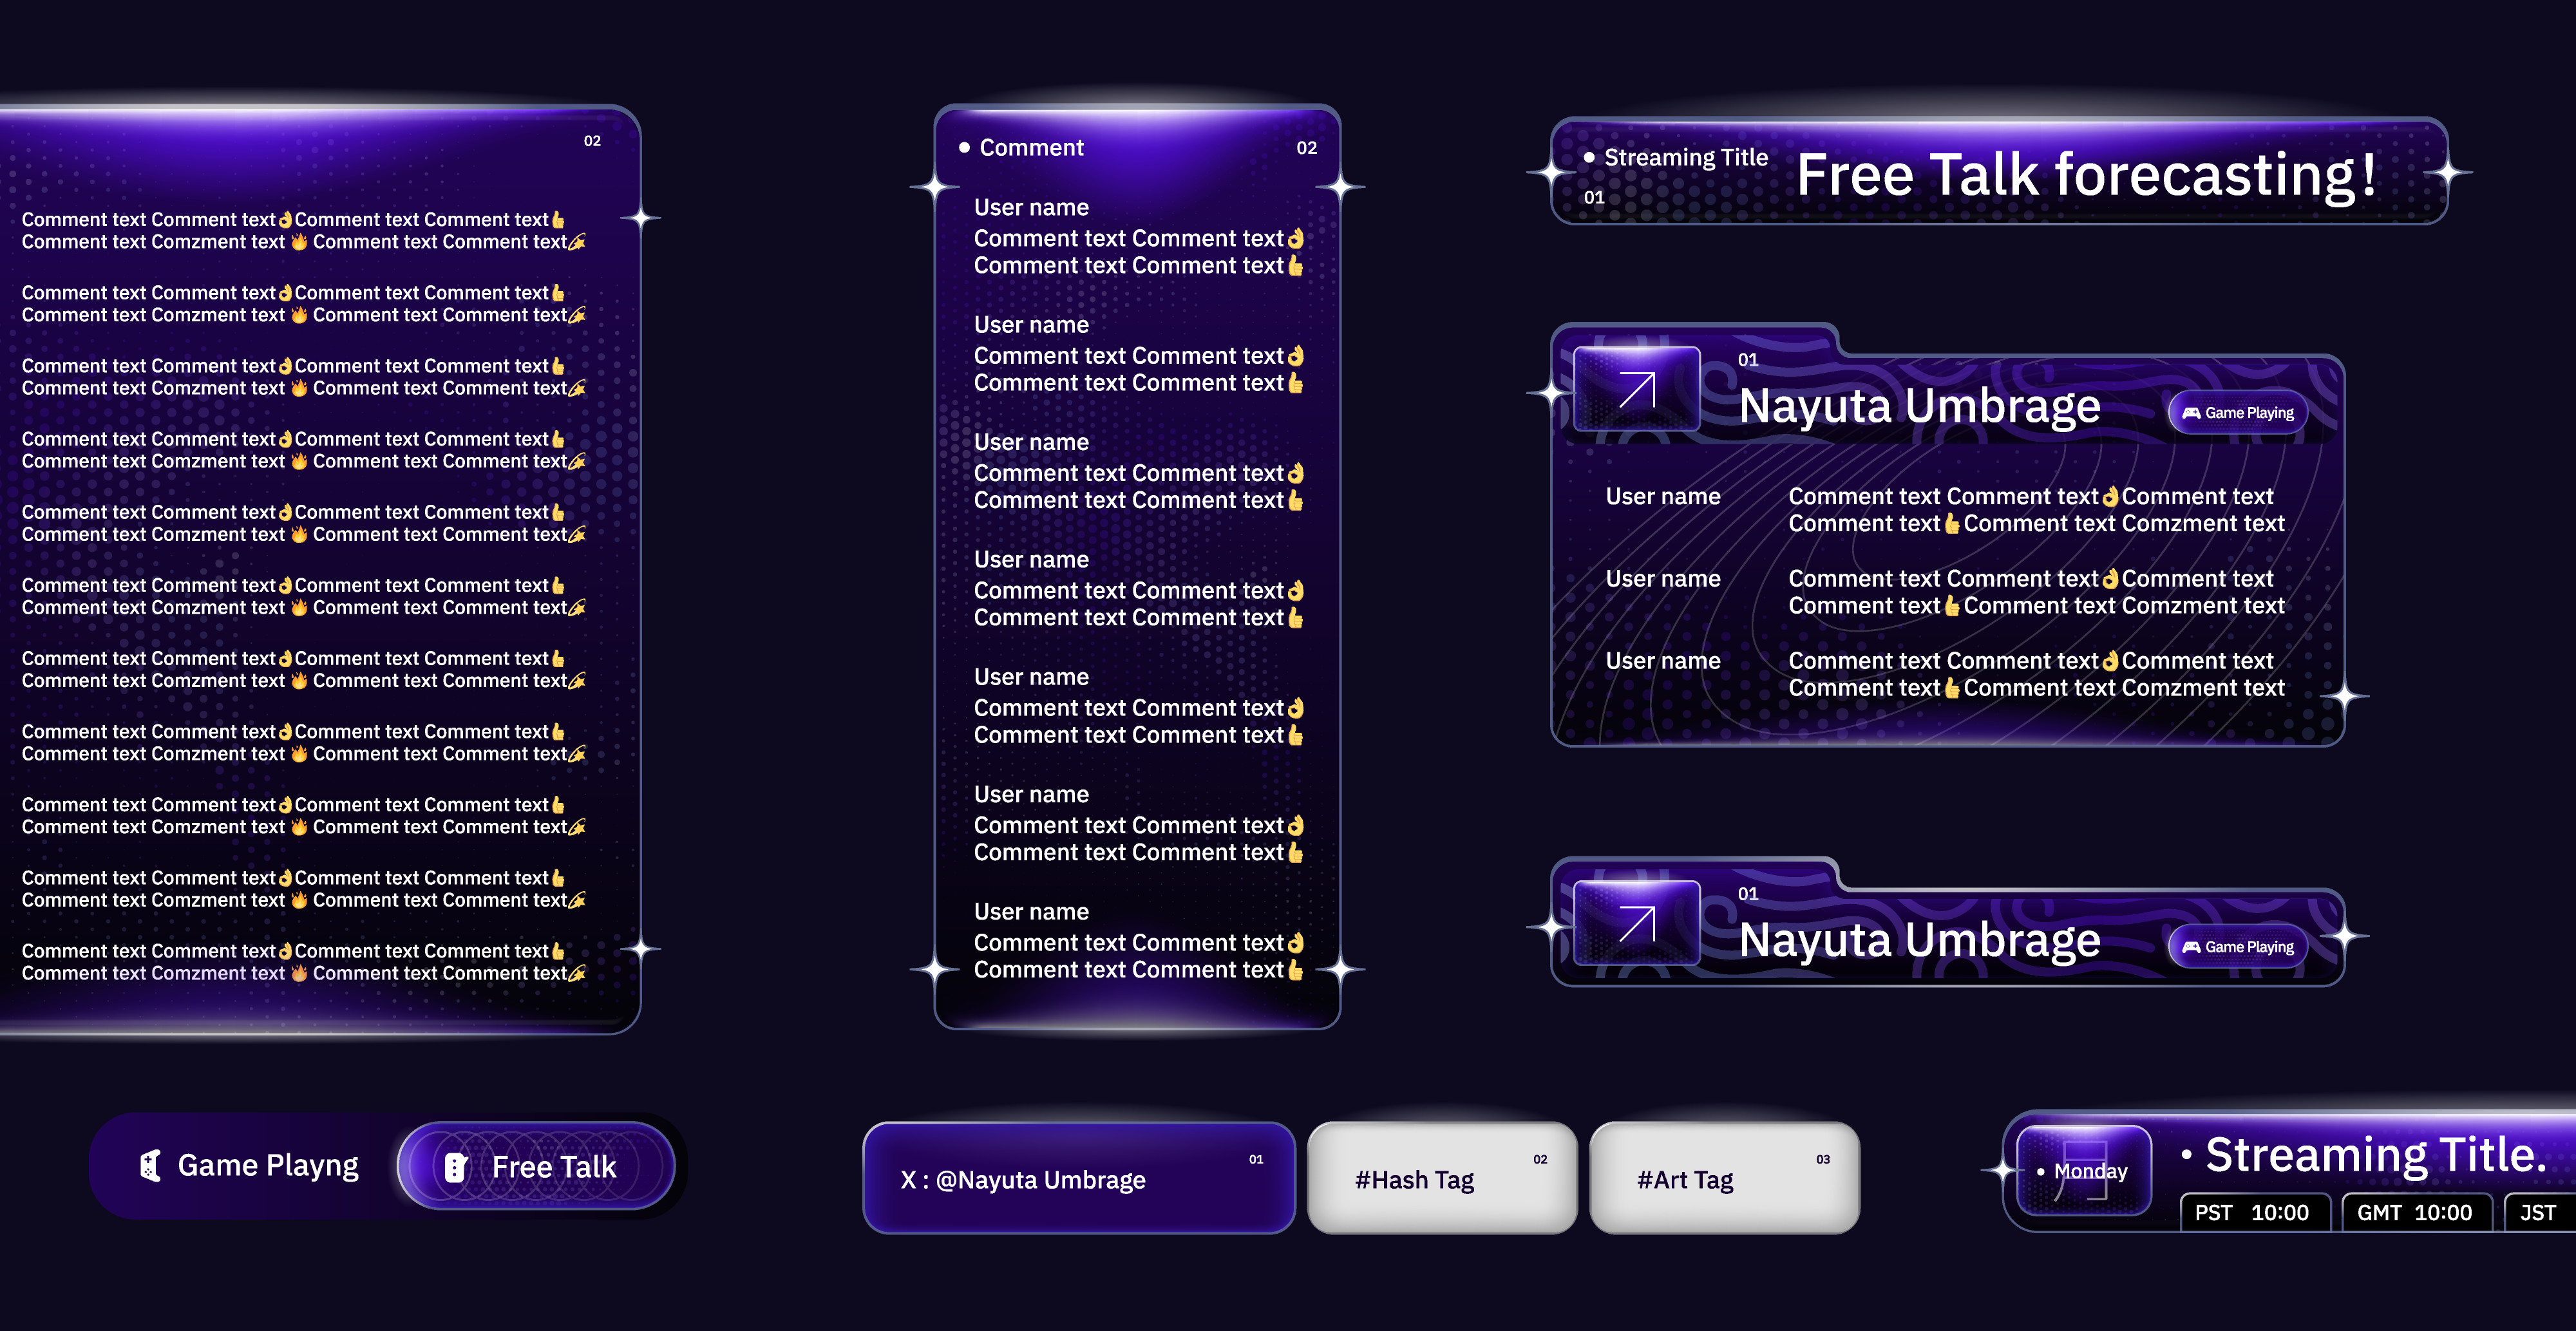 02
Comment text Comment text👌Comment text Comment text👍
Comment text Comzment text 🔥 Comment text Comment text💫
Comment text Comment text👌Comment text Comment text👍
Comment text Comzment text 🔥 Comment text Comment text💫
Comment text Comment text👌Comment text Comment text👍
Comment text Comzment text 🔥 Comment text Comment text💫
Comment text Comment text👌Comment text Comment text👍
Comment text Comzment text 🔥 Comment text Comment text💫
Comment text Comment text👌Comment text Comment text👍
Comment text Comzment text 🔥 Comment text Comment text💫
Comment text Comment text👌Comment text Comment text👍
Comment text Comzment text 🔥 Comment text Comment text💫
Comment text Comment text👌Comment text Comment text👍
Comment text Comzment text 🔥 Comment text Comment text💫
Comment text Comment text👌Comment text Comment text👍
Comment text Comzment text 🔥 Comment text Comment text💫
Comment text Comment text👌Comment text Comment text👍
Comment text Comzment text 🔥 Comment text Comment text💫
Comment text Comment text👌Comment text Comment text👍
Comment text Comzment text 🔥 Comment text Comment text💫
Comment text Comment text👌Comment text Comment text👍
Comment text Comzment text 🔥 Comment text Comment text💫
• Comment 02
User name
Comment text Comment text👌
Comment text Comment text👍
User name
Comment text Comment text👌
Comment text Comment text👍
User name
Comment text Comment text👌
Comment text Comment text👍
User name
Comment text Comment text👌
Comment text Comment text👍
User name
Comment text Comment text👌
Comment text Comment text👍
User name
Comment text Comment text👌
Comment text Comment text👍
User name
Comment text Comment text👌
Comment text Comment text👍
• Streaming Title
01
Free Talk forecasting!
01
Nayuta Umbrage
Game Playing
User name Comment text Comment text👌Comment text
Comment text👍Comment text Comzment text
User name Comment text Comment text👌Comment text
Comment text👍Comment text Comzment text
User name Comment text Comment text👌Comment text
Comment text👍Comment text Comzment text
01
Nayuta Umbrage
Game Playing
Game Playng
Free Talk
X : @Nayuta Umbrage 01
#Hash Tag 02
#Art Tag 03
月
• Monday
• Streaming Title.
PST 10:00 GMT 10:00 JST